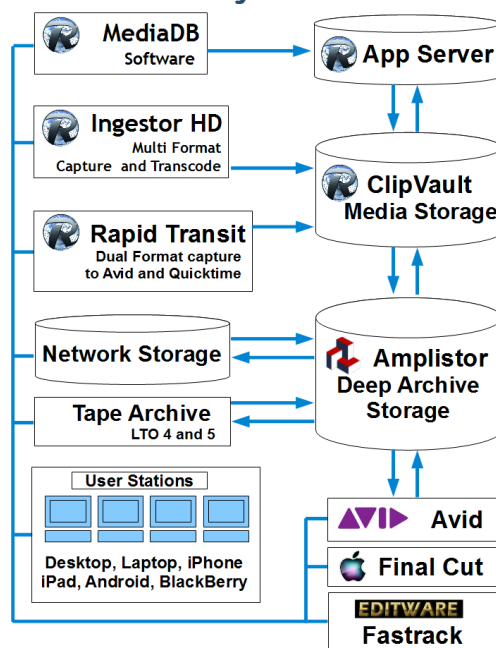 MediaDB
Software
App Server
Ingestor HD
Multi Format
Capture and Transcode
ClipVault
Media Storage
Rapid Transit
Dual Format capture
to Avid and Quicktime
Network Storage
Amplistor
Deep Archive
Storage
Tape Archive
LTO 4 and 5
User Stations
Desktop, Laptop, iPhone
iPad, Android, BlackBerry
AVID
Avid
Final Cut
EDITWARE
Fastrack